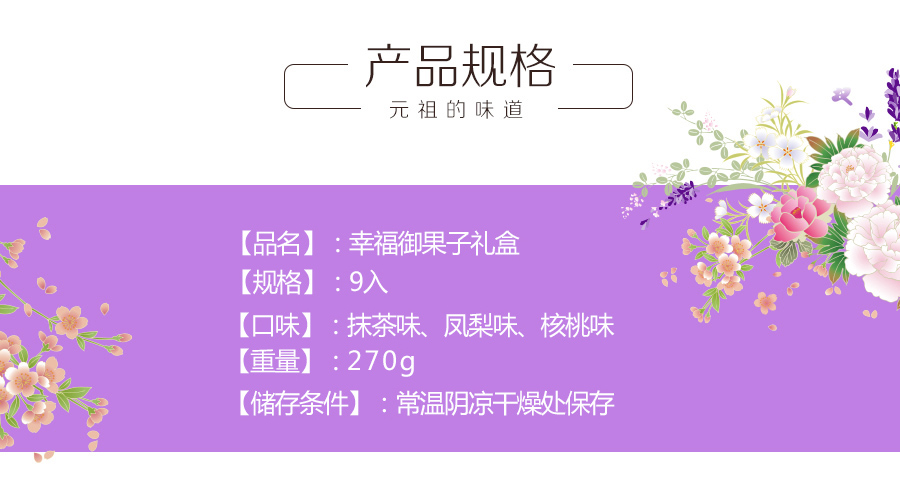 产品规格
元祖的味道
【品名】：幸福御果子礼盒
【规格】：9入
【口味】：抹茶味、凤梨味、核桃味
【重量】：270g
【储存条件】：常温阴凉干燥处保存